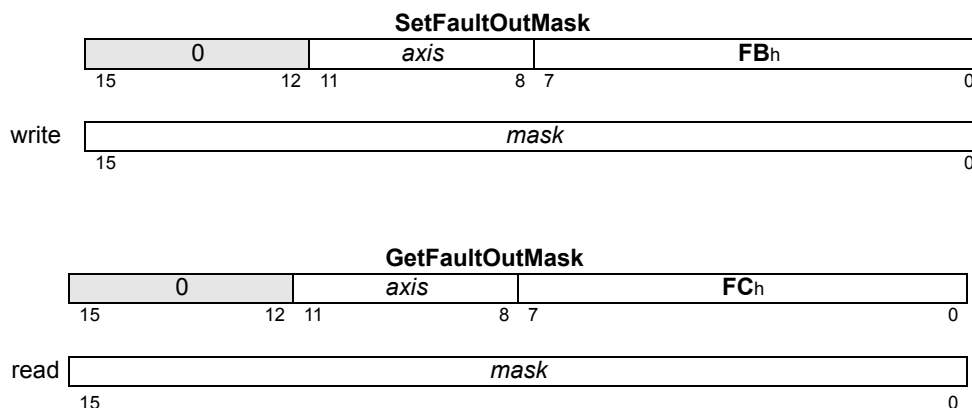 SetFaultOutMask
0 axis FBh
15 12 11 8 7 0
write mask
15 0
GetFaultOutMask
0 axis FCh
15 12 11 8 7 0
read mask
15 0